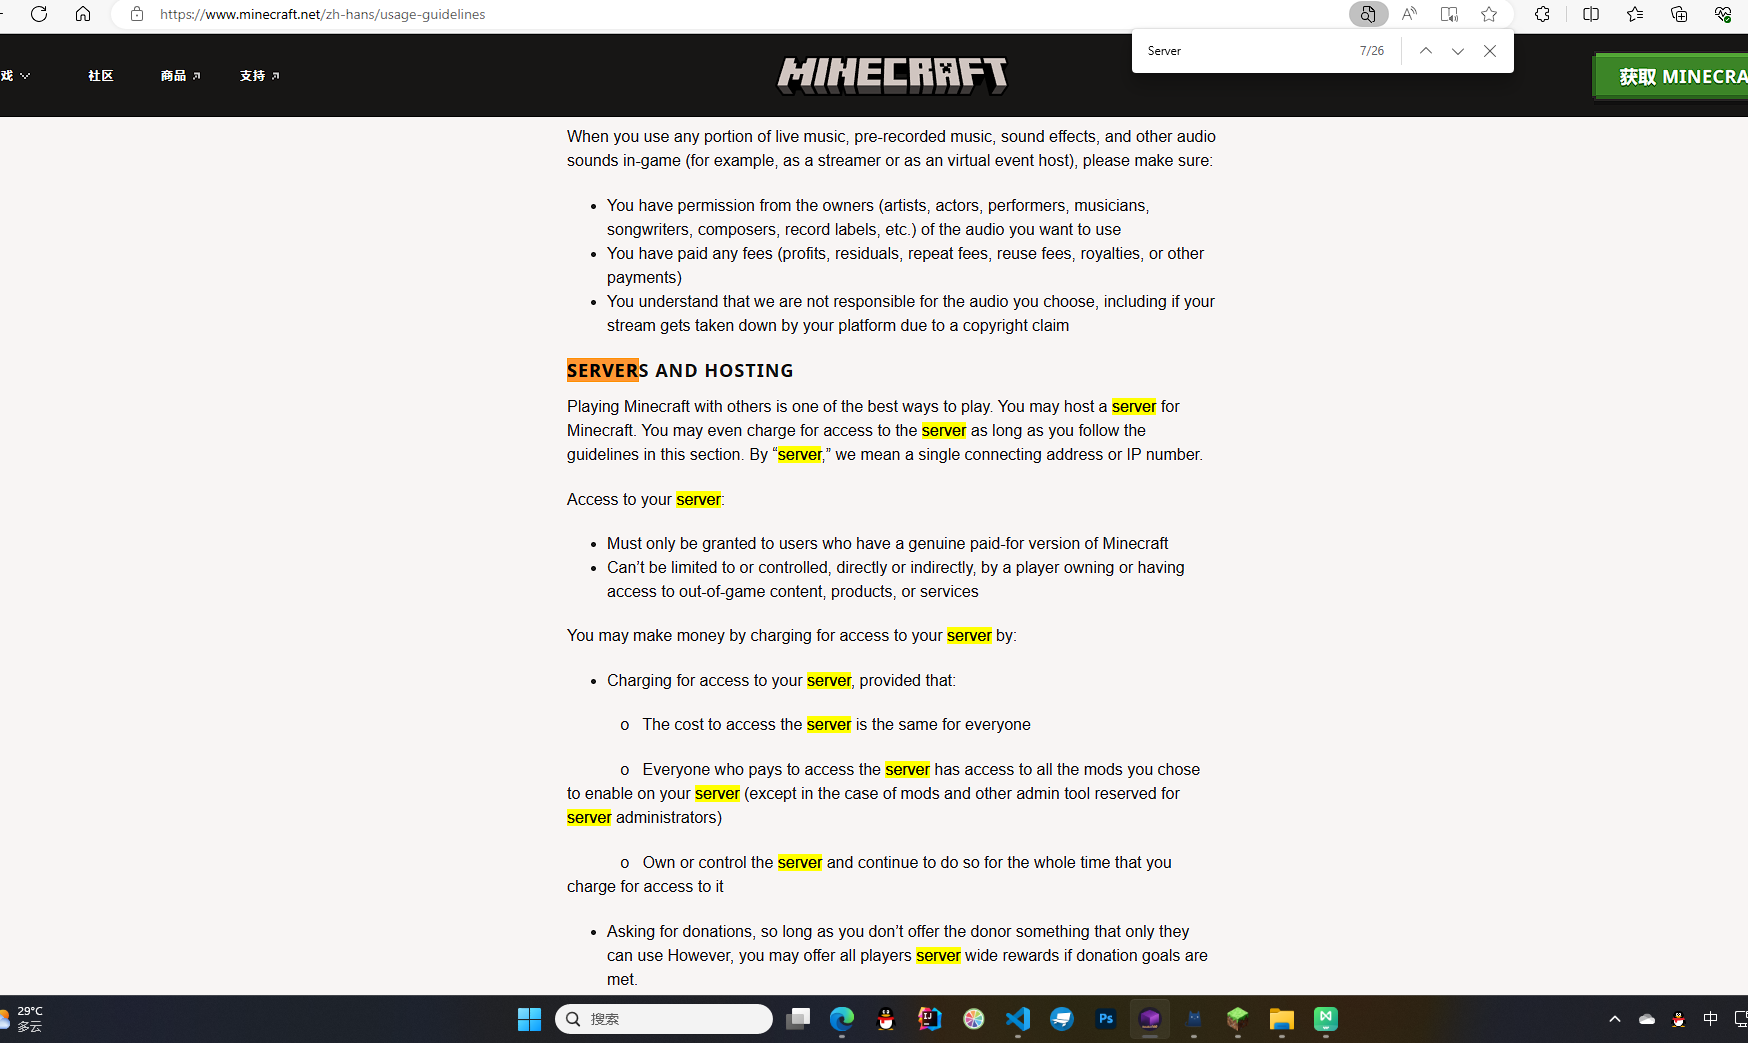 https://www.minecraft.net/zh-hans/usage-guidelines
Server
7/26
戏
社区
商品
支持
MINECRAFT
获取 MINECRA
When you use any portion of live music, pre-recorded music, sound effects, and other audio
sounds in-game (for example, as a streamer or as an virtual event host), please make sure:
• You have permission from the owners (artists, actors, performers, musicians,
songwriters, composers, record labels, etc.) of the audio you want to use
• You have paid any fees (profits, residuals, repeat fees, reuse fees, royalties, or other
payments)
• You understand that we are not responsible for the audio you choose, including if your
stream gets taken down by your platform due to a copyright claim
SERVERS AND HOSTING
Playing Minecraft with others is one of the best ways to play. You may host a server for
Minecraft. You may even charge for access to the server as long as you follow the
guidelines in this section. By “server,” we mean a single connecting address or IP number.
Access to your server:
• Must only be granted to users who have a genuine paid-for version of Minecraft
• Can’t be limited to or controlled, directly or indirectly, by a player owning or having
access to out-of-game content, products, or services
You may make money by charging for access to your server by:
• Charging for access to your server, provided that:
o The cost to access the server is the same for everyone
o Everyone who pays to access the server has access to all the mods you chose
to enable on your server (except in the case of mods and other admin tool reserved for
server administrators)
o Own or control the server and continue to do so for the whole time that you
charge for access to it
• Asking for donations, so long as you don’t offer the donor something that only they
can use However, you may offer all players server wide rewards if donation goals are
met.
29°C
多云
搜索
Ps
中